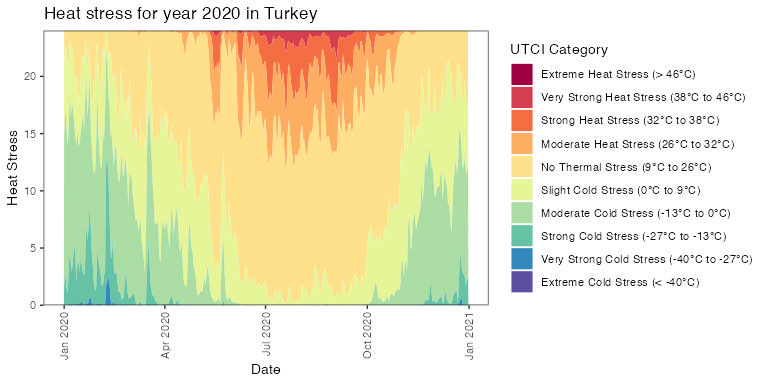 Heat stress for year 2020 in Turkey
Heat Stress
20
15
10
5
0
Jan 2020
Apr 2020
Jul 2020
Oct 2020
Jan 2021
Date
UTCI Category
Extreme Heat Stress (> 46°C)
Very Strong Heat Stress (38°C to 46°C)
Strong Heat Stress (32°C to 38°C)
Moderate Heat Stress (26°C to 32°C)
No Thermal Stress (9°C to 26°C)
Slight Cold Stress (0°C to 9°C)
Moderate Cold Stress (-13°C to 0°C)
Strong Cold Stress (-27°C to -13°C)
Very Strong Cold Stress (-40°C to -27°C)
Extreme Cold Stress (< -40°C)